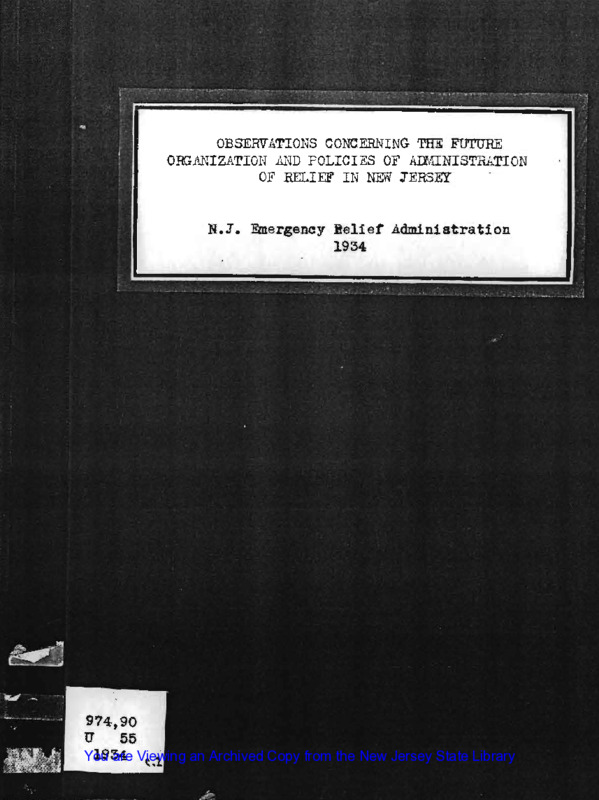 OBSERVATIONS CONCERNING THE FUTURE
ORGANIZATION AND POLICIES OF ADMINISTRATION
OF RELIEF IN NEW JERSEY
N.J. Emergency Relief Administration
1934
974,90
U 55
1934
You are Viewing an Archived Copy from the New Jersey State Library